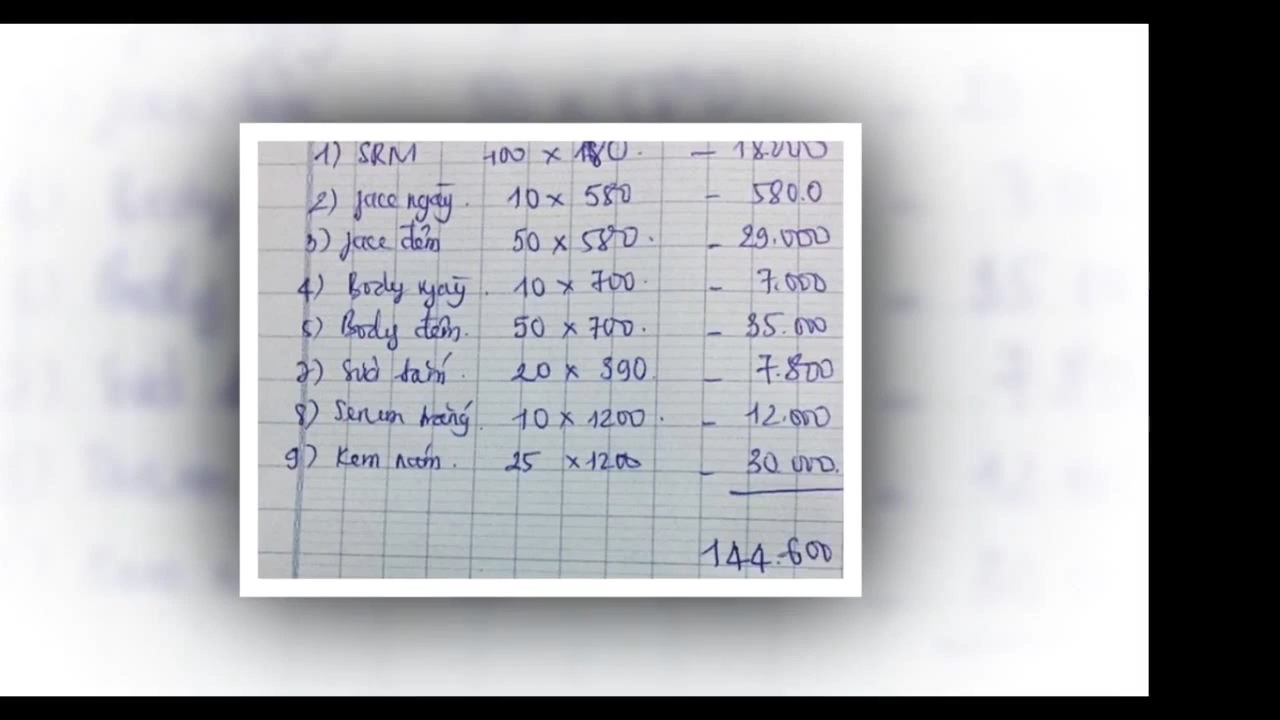 1) SRM 100 x 180. - 18.000
2) face ngày. 10 x 580 - 580.0
3) face đêm 50 x 580. - 29.000
4) Body ngày. 10 x 700. - 7.000
5) Body đêm. 50 x 700. - 35.000
7) Sữa tắm. 20 x 390 - 7.800
8) Serum trắng. 10 x 1200. - 12.000
9) Kem nám. 25 x 1200 - 30 000.
144.600